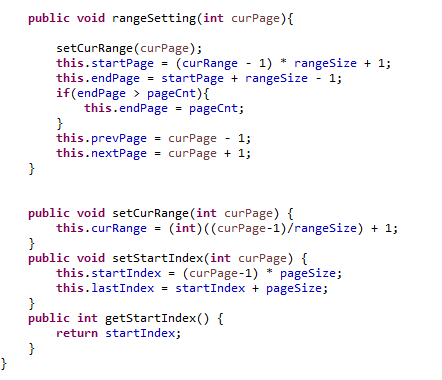 public void rangeSetting(int curPage){
setCurRange(curPage);
this.startPage = (curRange - 1) * rangeSize + 1;
this.endPage = startPage + rangeSize - 1;
if(endPage > pageCnt){
this.endPage = pageCnt;
}
this.prevPage = curPage - 1;
this.nextPage = curPage + 1;
}
public void setCurRange(int curPage) {
this.curRange = (int)((curPage-1)/rangeSize) + 1;
}
public void setStartIndex(int curPage) {
this.startIndex = (curPage-1) * pageSize;
this.lastIndex = startIndex + pageSize;
}
public int getStartIndex() {
return startIndex;
}
}